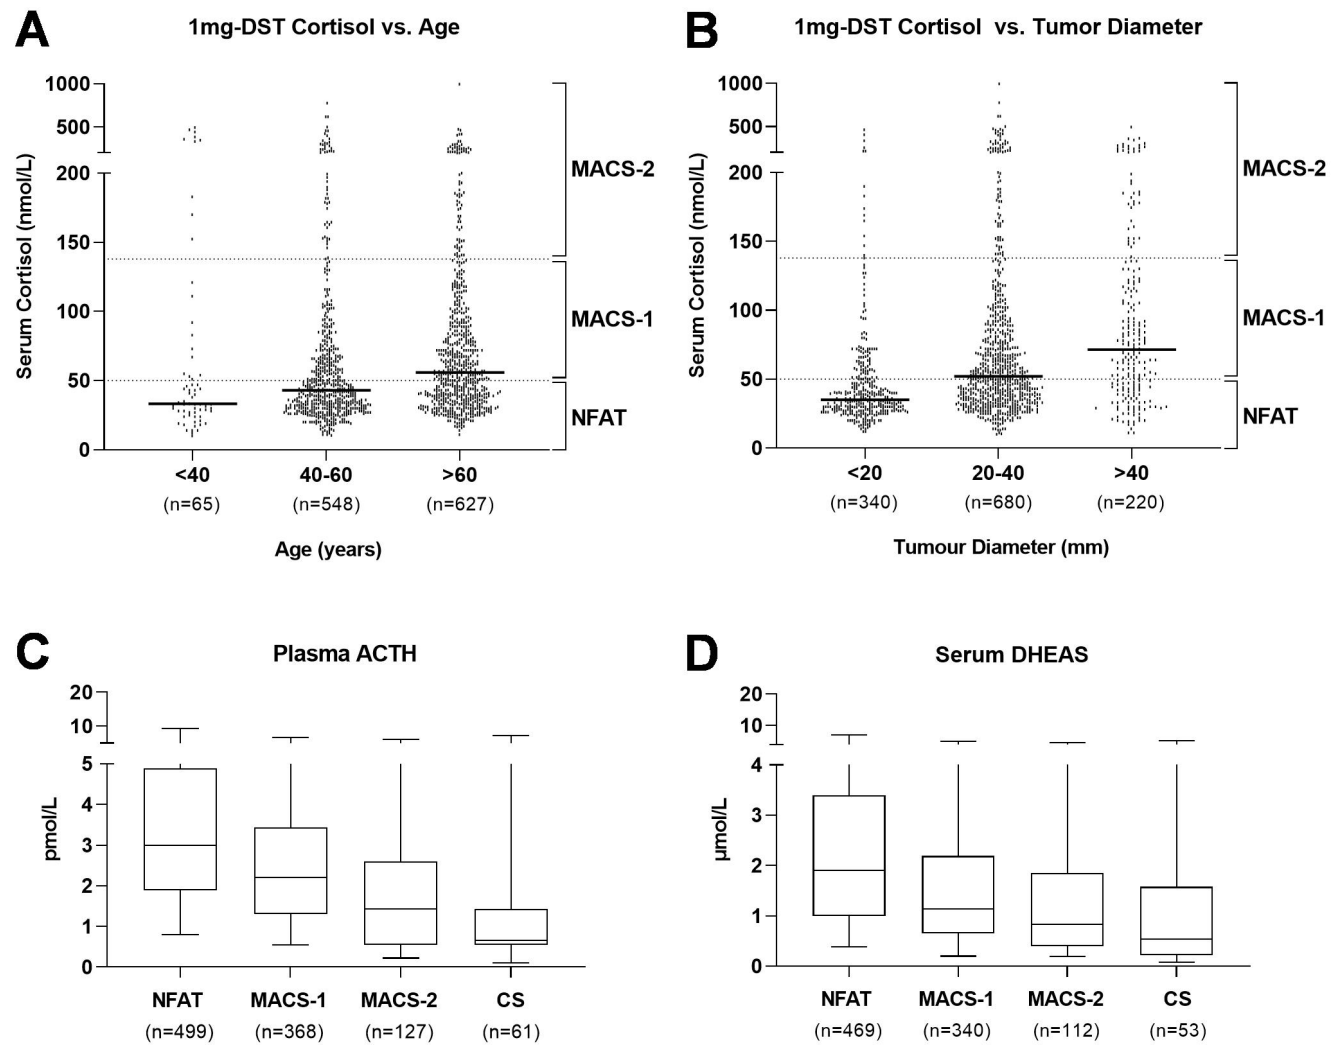 A
1mg-DST Cortisol vs. Age
Serum Cortisol (nmol/L)
1000
500
200
150
100
50
0
MACS-2
MACS-1
NFAT
<40
40-60
>60
(n=65)
(n=548)
(n=627)
Age (years)
B
1mg-DST Cortisol vs. Tumor Diameter
Serum Cortisol (nmol/L)
1000
500
200
150
100
50
0
MACS-2
MACS-1
NFAT
<20
20-40
>40
(n=340)
(n=680)
(n=220)
Tumour Diameter (mm)
C
Plasma ACTH
pmol/L
20
10
5
4
3
2
1
0
NFAT
MACS-1
MACS-2
CS
(n=499)
(n=368)
(n=127)
(n=61)
D
Serum DHEAS
µmol/L
20
10
4
3
2
1
0
NFAT
MACS-1
MACS-2
CS
(n=469)
(n=340)
(n=112)
(n=53)